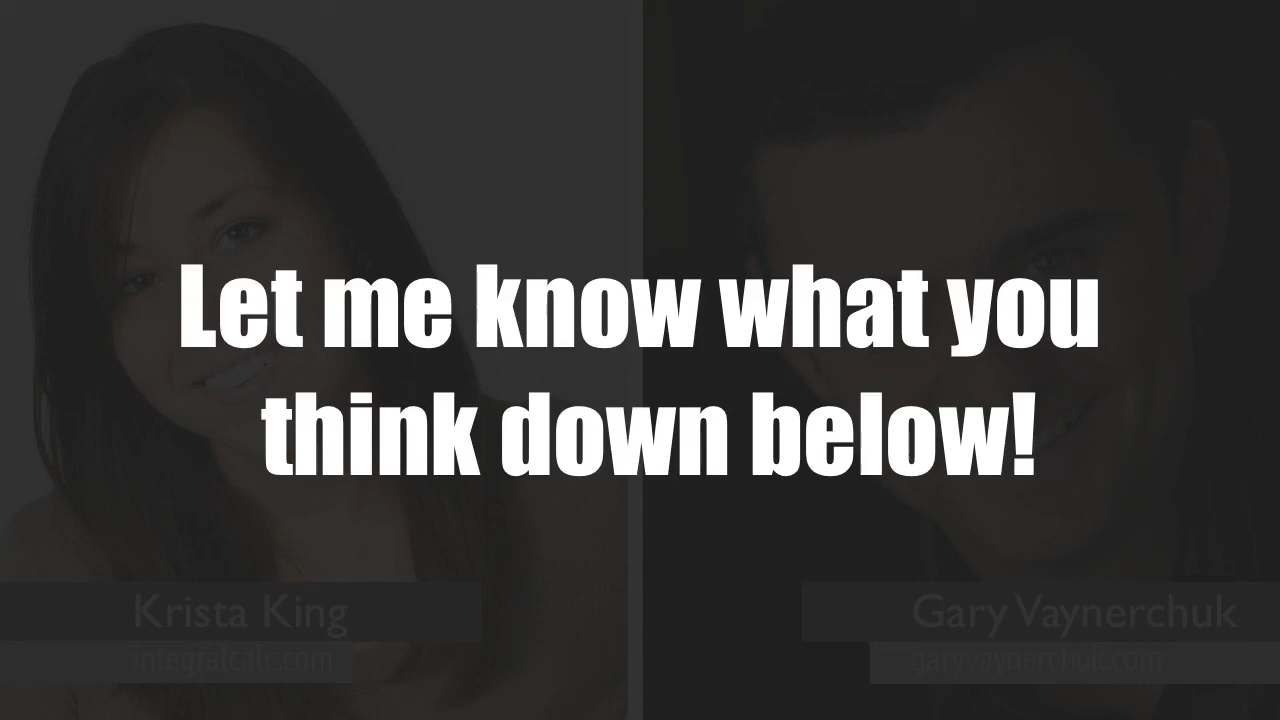 Let me know what you
think down below!
Krista King
integralcalc.com
Gary Vaynerchuk
garyvaynerchuk.com